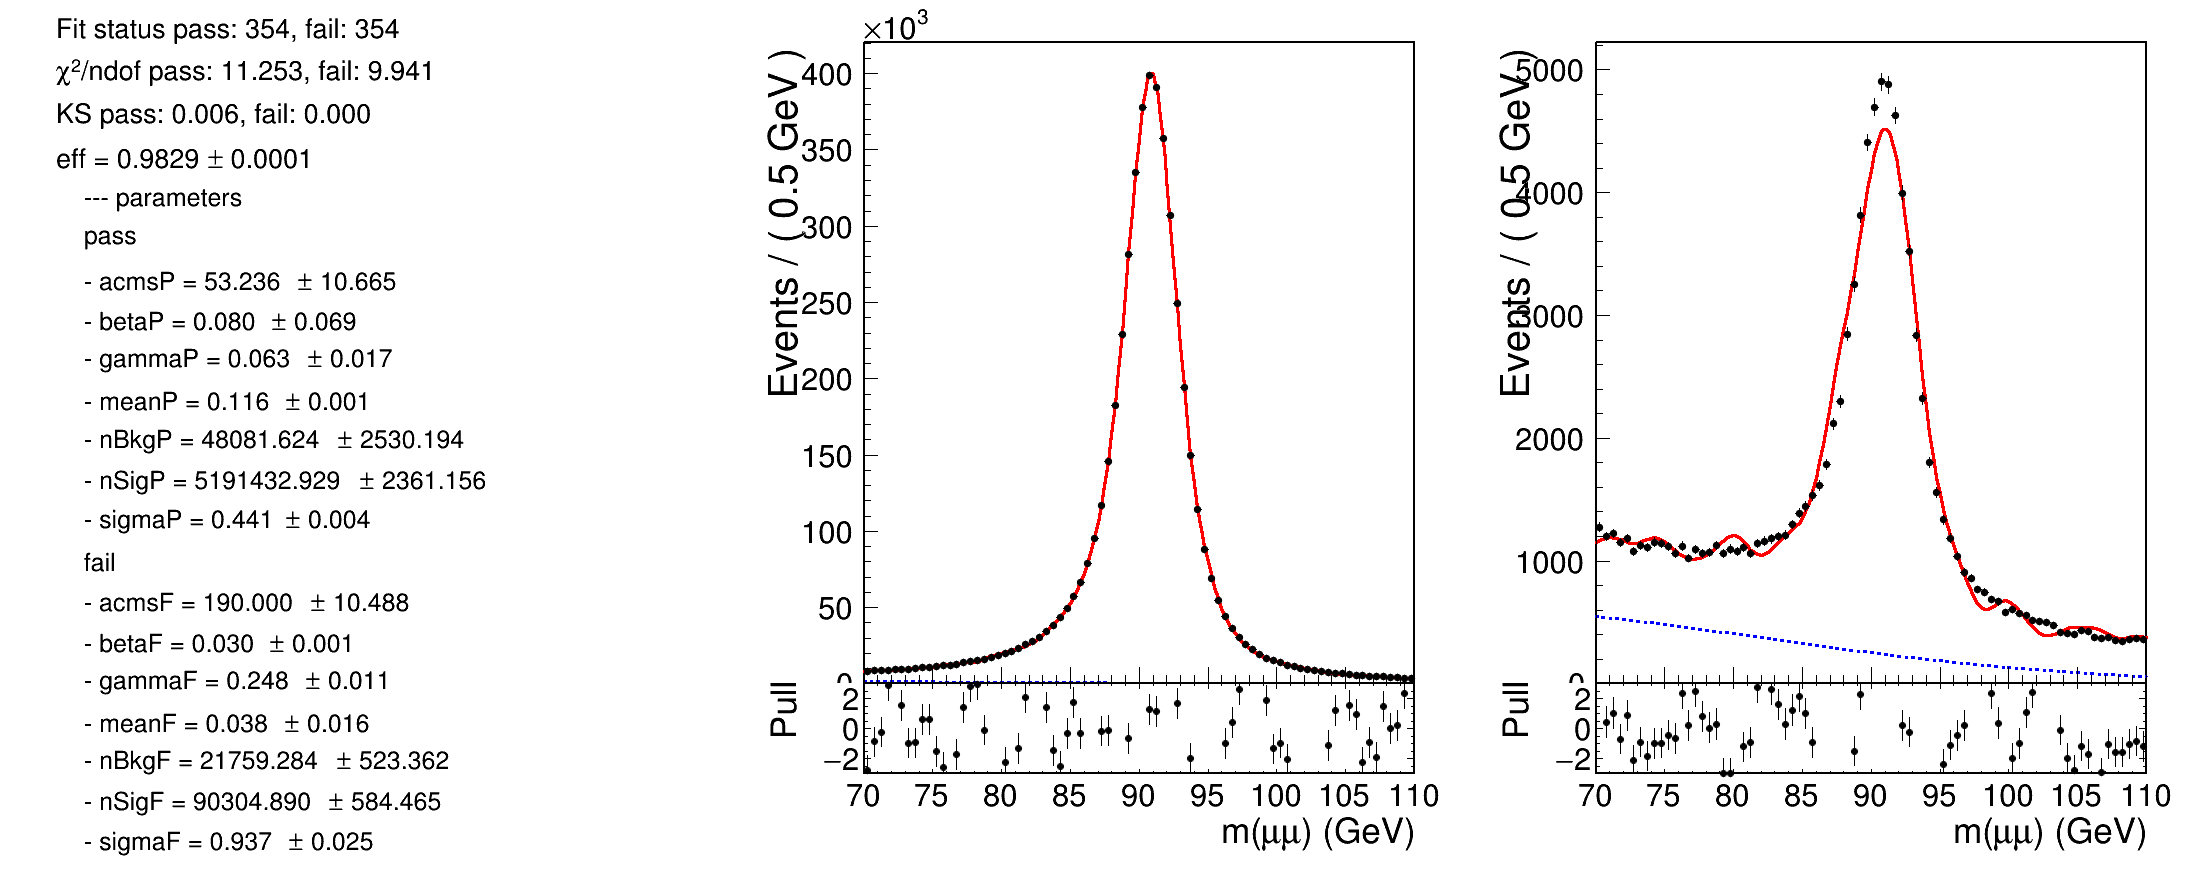 Fit status pass: 354, fail: 354
χ²/ndof pass: 11.253, fail: 9.941
KS pass: 0.006, fail: 0.000
eff = 0.9829 ± 0.0001
--- parameters
pass
- acmsP = 53.236 ± 10.665
- betaP = 0.080 ± 0.069
- gammaP = 0.063 ± 0.017
- meanP = 0.116 ± 0.001
- nBkgP = 48081.624 ± 2530.194
- nSigP = 5191432.929 ± 2361.156
- sigmaP = 0.441 ± 0.004
fail
- acmsF = 190.000 ± 10.488
- betaF = 0.030 ± 0.001
- gammaF = 0.248 ± 0.011
- meanF = 0.038 ± 0.016
- nBkgF = 21759.284 ± 523.362
- nSigF = 90304.890 ± 584.465
- sigmaF = 0.937 ± 0.025
×10³
Events / ( 0.5 GeV )
400
350
300
250
200
150
100
50
0
Pull
2
0
−2
70 75 80 85 90 95 100 105 110
m(μμ) (GeV)
Events / ( 0.5 GeV )
5000
4000
3000
2000
1000
0
Pull
2
0
−2
70 75 80 85 90 95 100 105 110
m(μμ) (GeV)